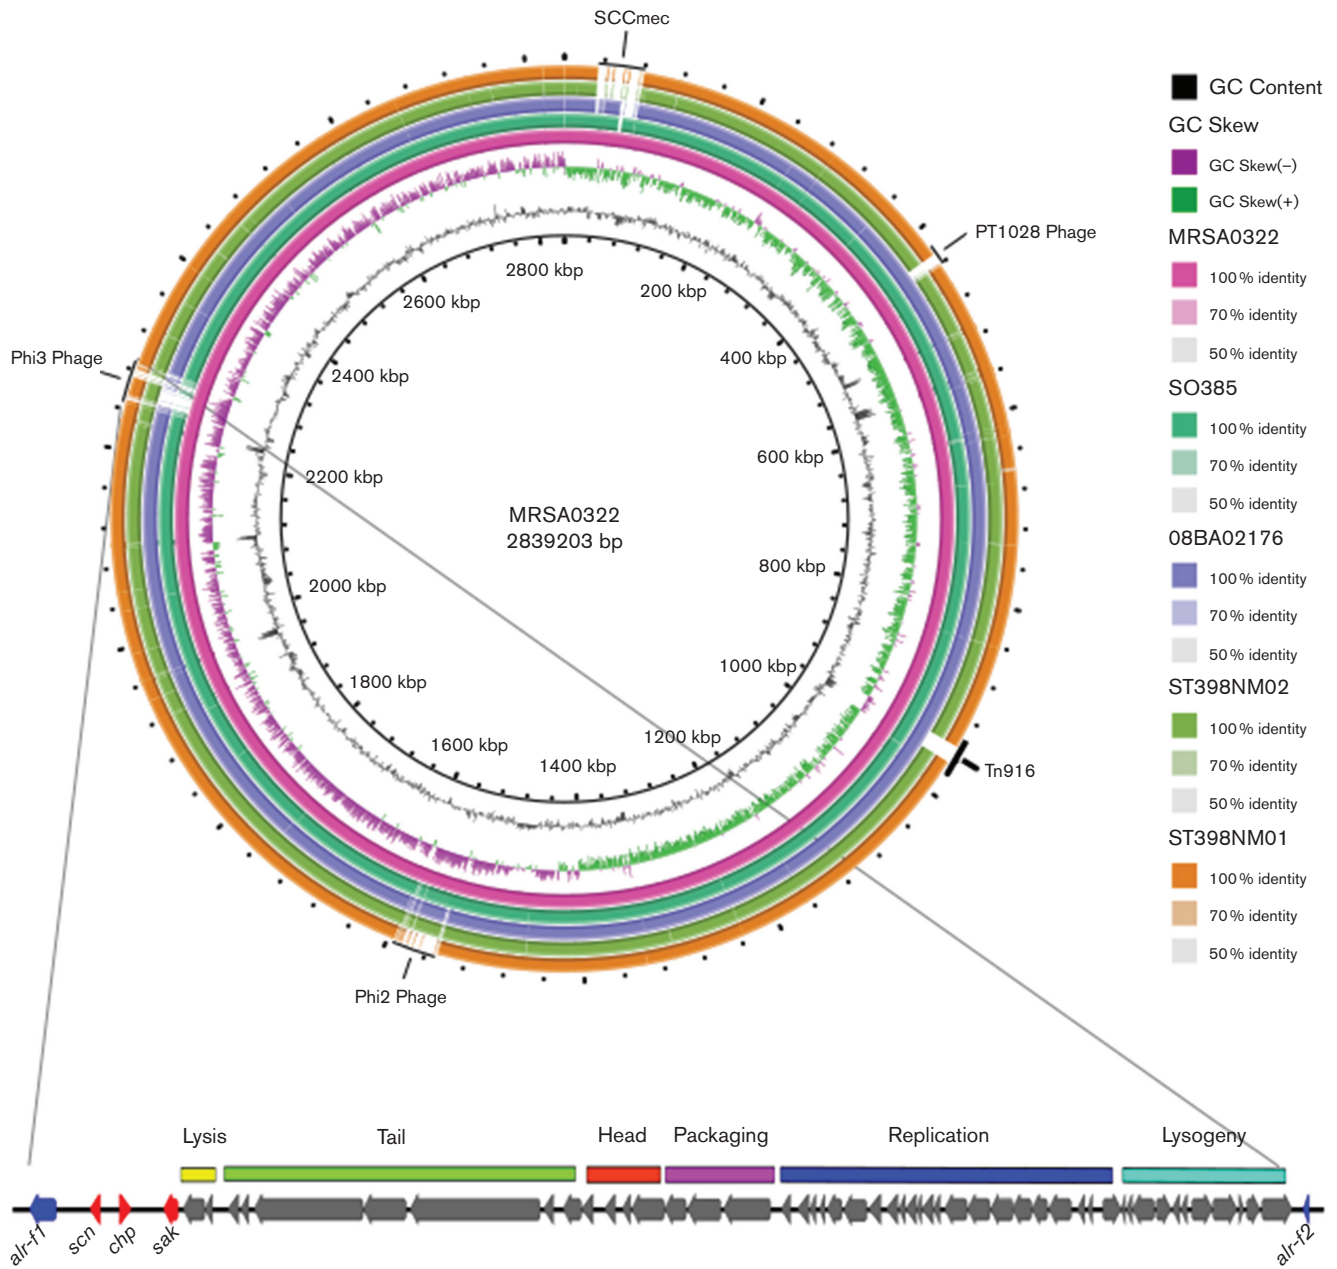 SCCmec
PT1028 Phage
Phi3 Phage
Tn916
Phi2 Phage
2800 kbp
200 kbp
400 kbp
600 kbp
800 kbp
1000 kbp
1200 kbp
1400 kbp
1600 kbp
1800 kbp
2000 kbp
2200 kbp
2400 kbp
2600 kbp
MRSA0322
2839203 bp
GC Content
GC Skew
GC Skew(–)
GC Skew(+)
MRSA0322
100 % identity
70 % identity
50 % identity
SO385
100 % identity
70 % identity
50 % identity
08BA02176
100 % identity
70 % identity
50 % identity
ST398NM02
100 % identity
70 % identity
50 % identity
ST398NM01
100 % identity
70 % identity
50 % identity
Lysis
Tail
Head
Packaging
Replication
Lysogeny
alr-f1
scn
chp
sak
alr-f2